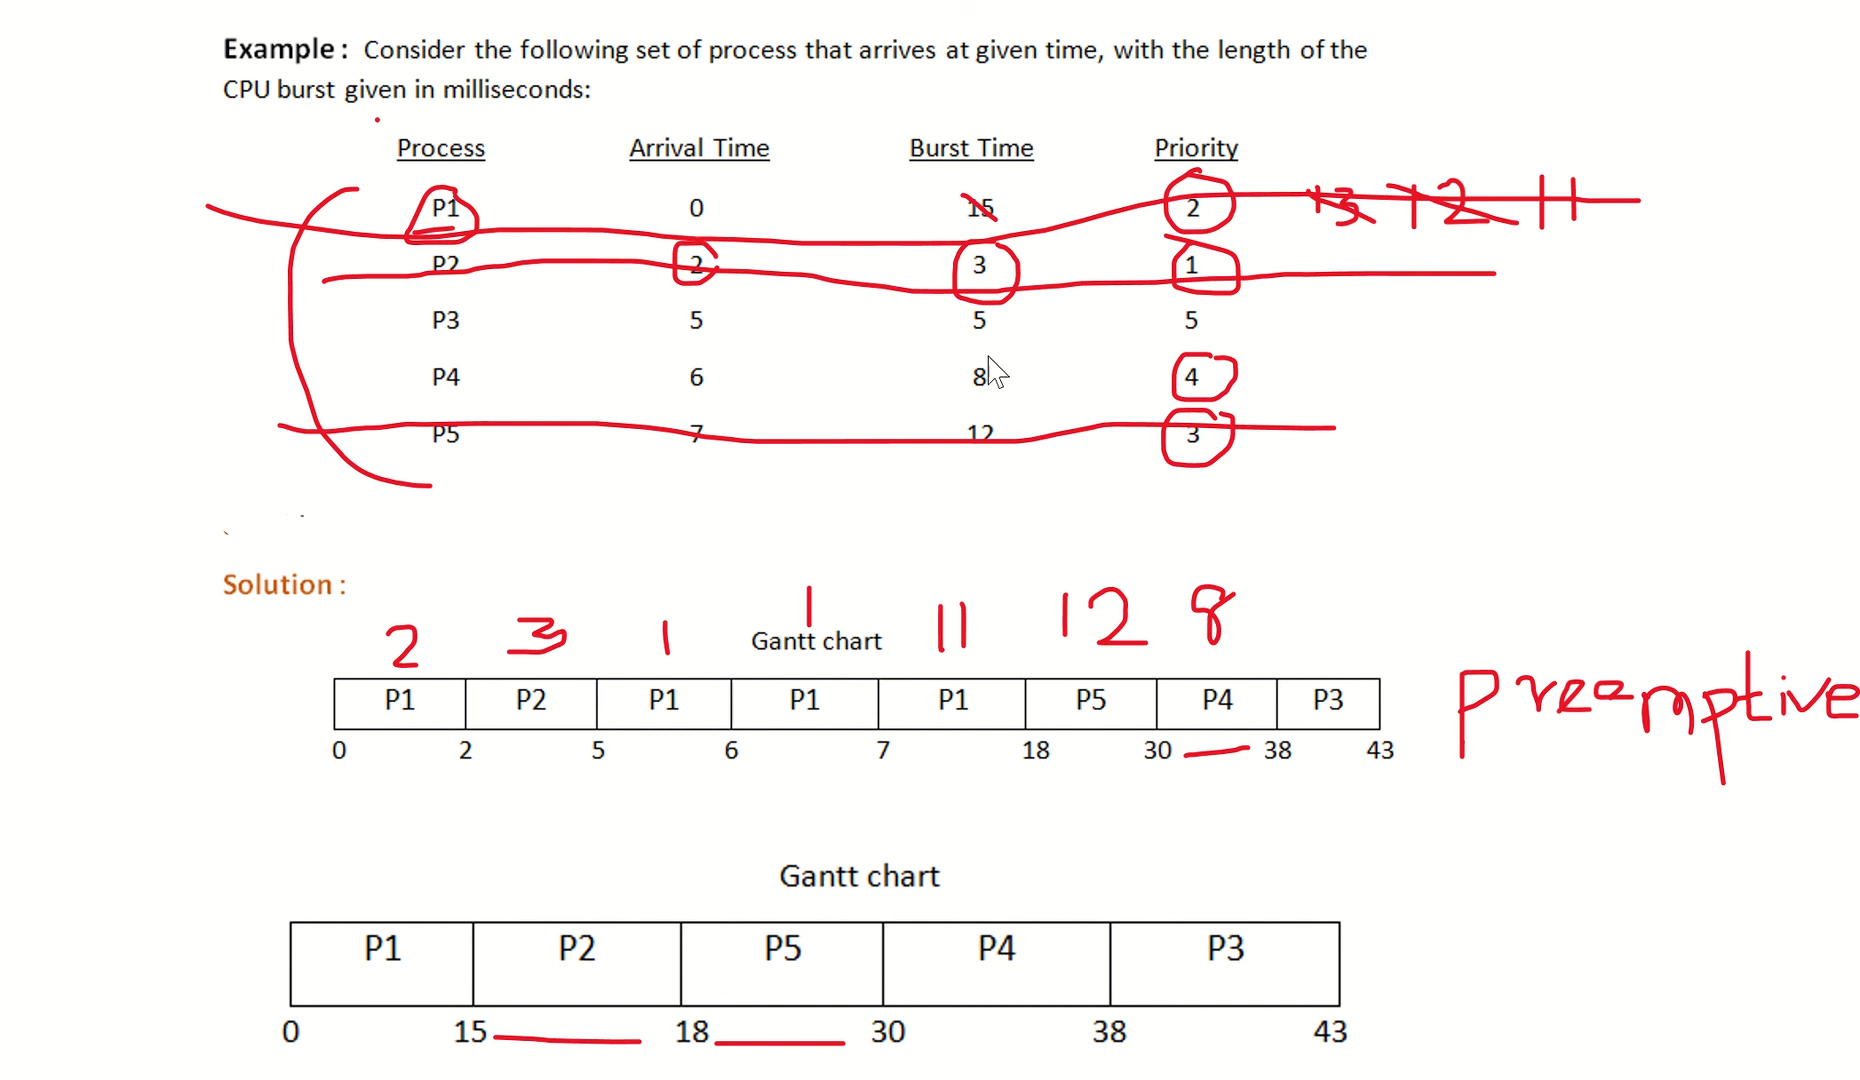 Example : Consider the following set of process that arrives at given time, with the length of the
CPU burst given in milliseconds:
Process Arrival Time Burst Time Priority
P1 0 15 2 13 12 11
P2 2 3 1
P3 5 5 5
P4 6 8 4
P5 7 12 3
Solution :
2 3 1 1 11 12 8
Gantt chart
P1 P2 P1 P1 P1 P5 P4 P3
Preemptive
0 2 5 6 7 18 30 38 43
Gantt chart
P1 P2 P5 P4 P3
0 15 18 30 38 43